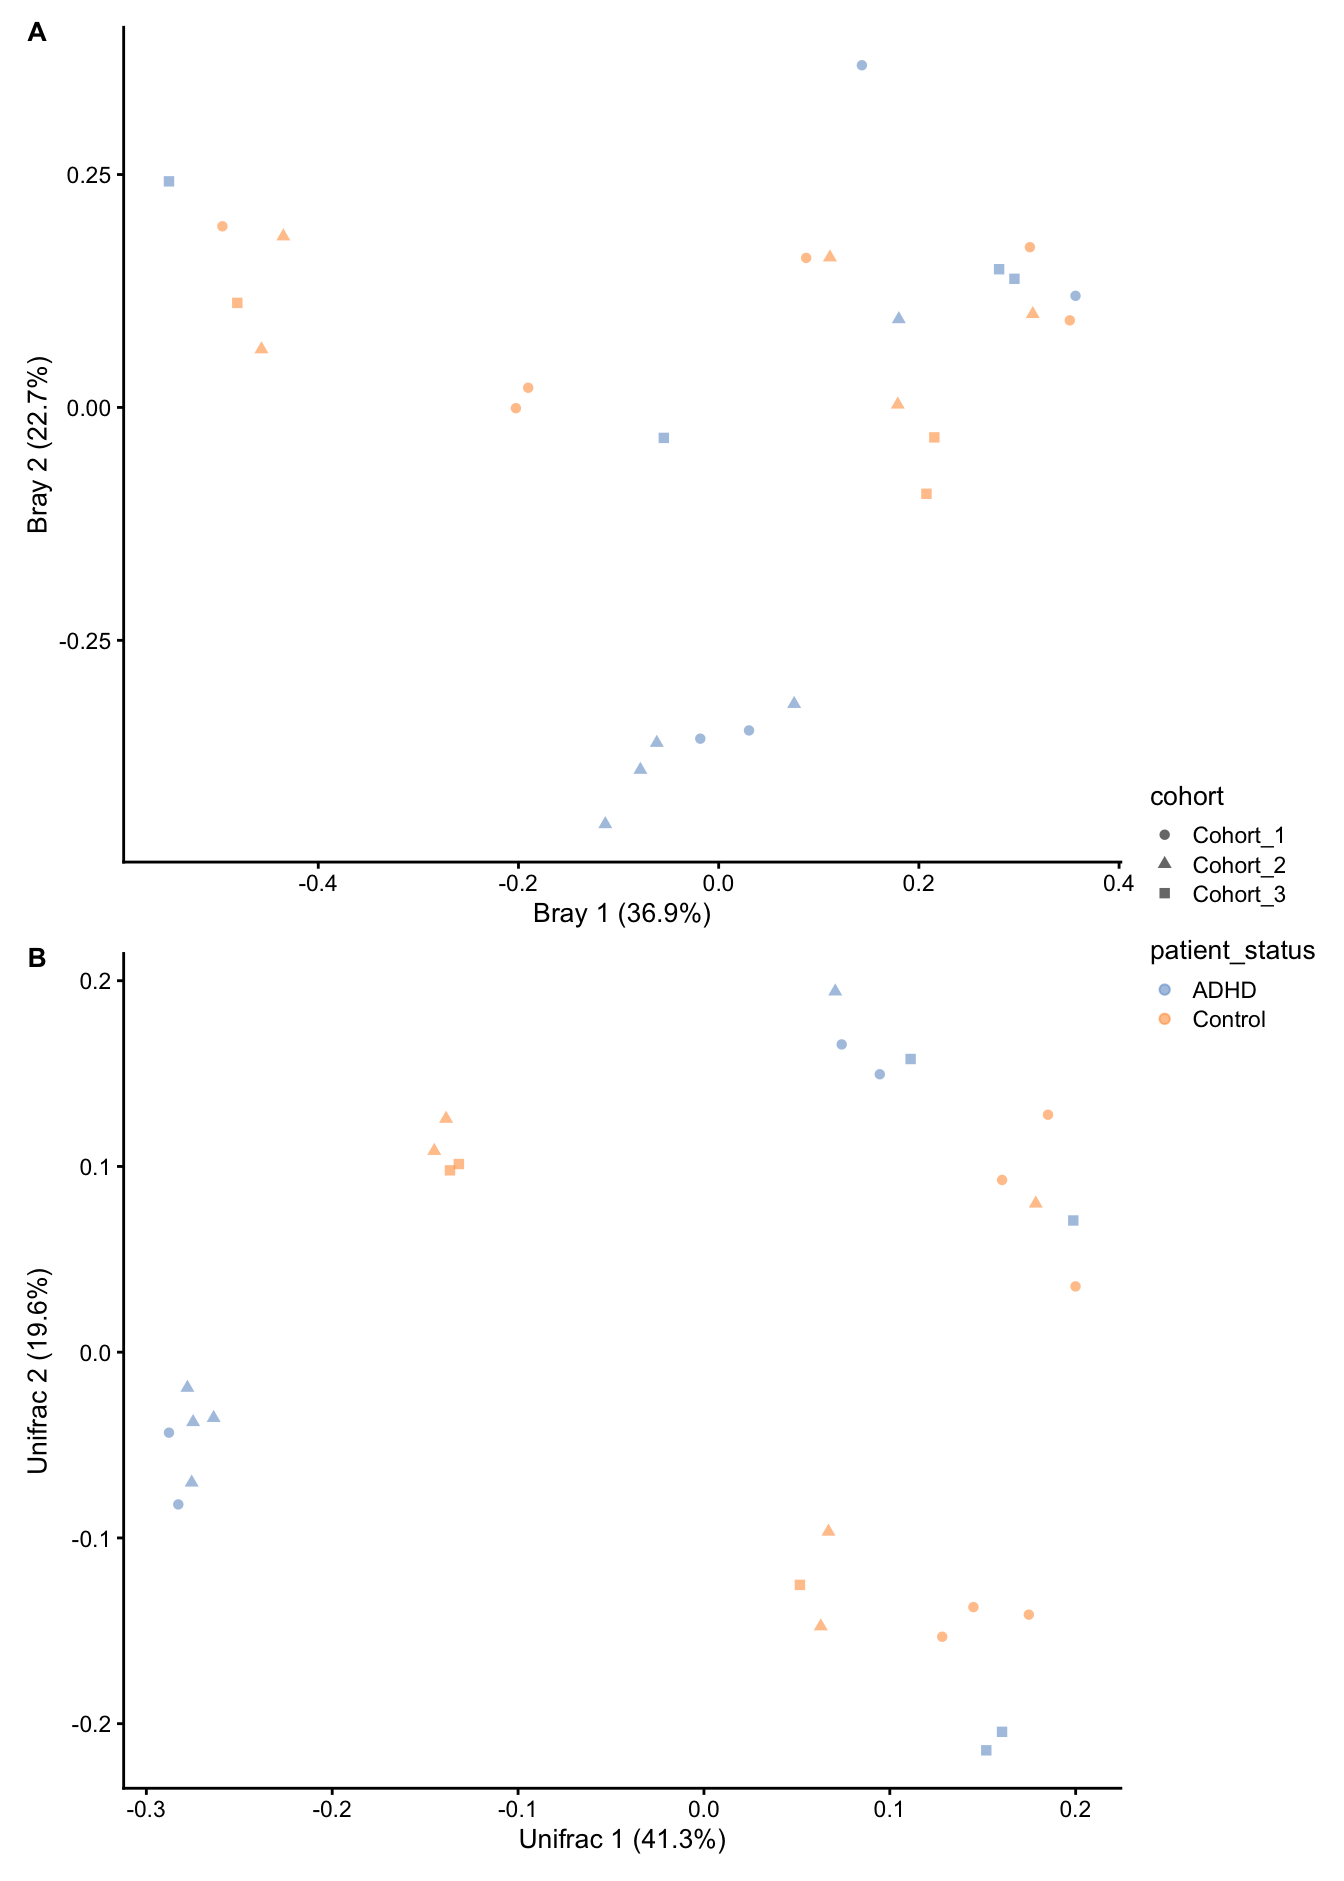 A
0.25
0.00
-0.25
Bray 2 (22.7%)
-0.4
-0.2
0.0
0.2
0.4
Bray 1 (36.9%)
cohort
Cohort_1
Cohort_2
Cohort_3
patient_status
ADHD
Control
B
0.2
0.1
0.0
-0.1
-0.2
Unifrac 2 (19.6%)
-0.3
-0.2
-0.1
0.0
0.1
0.2
Unifrac 1 (41.3%)